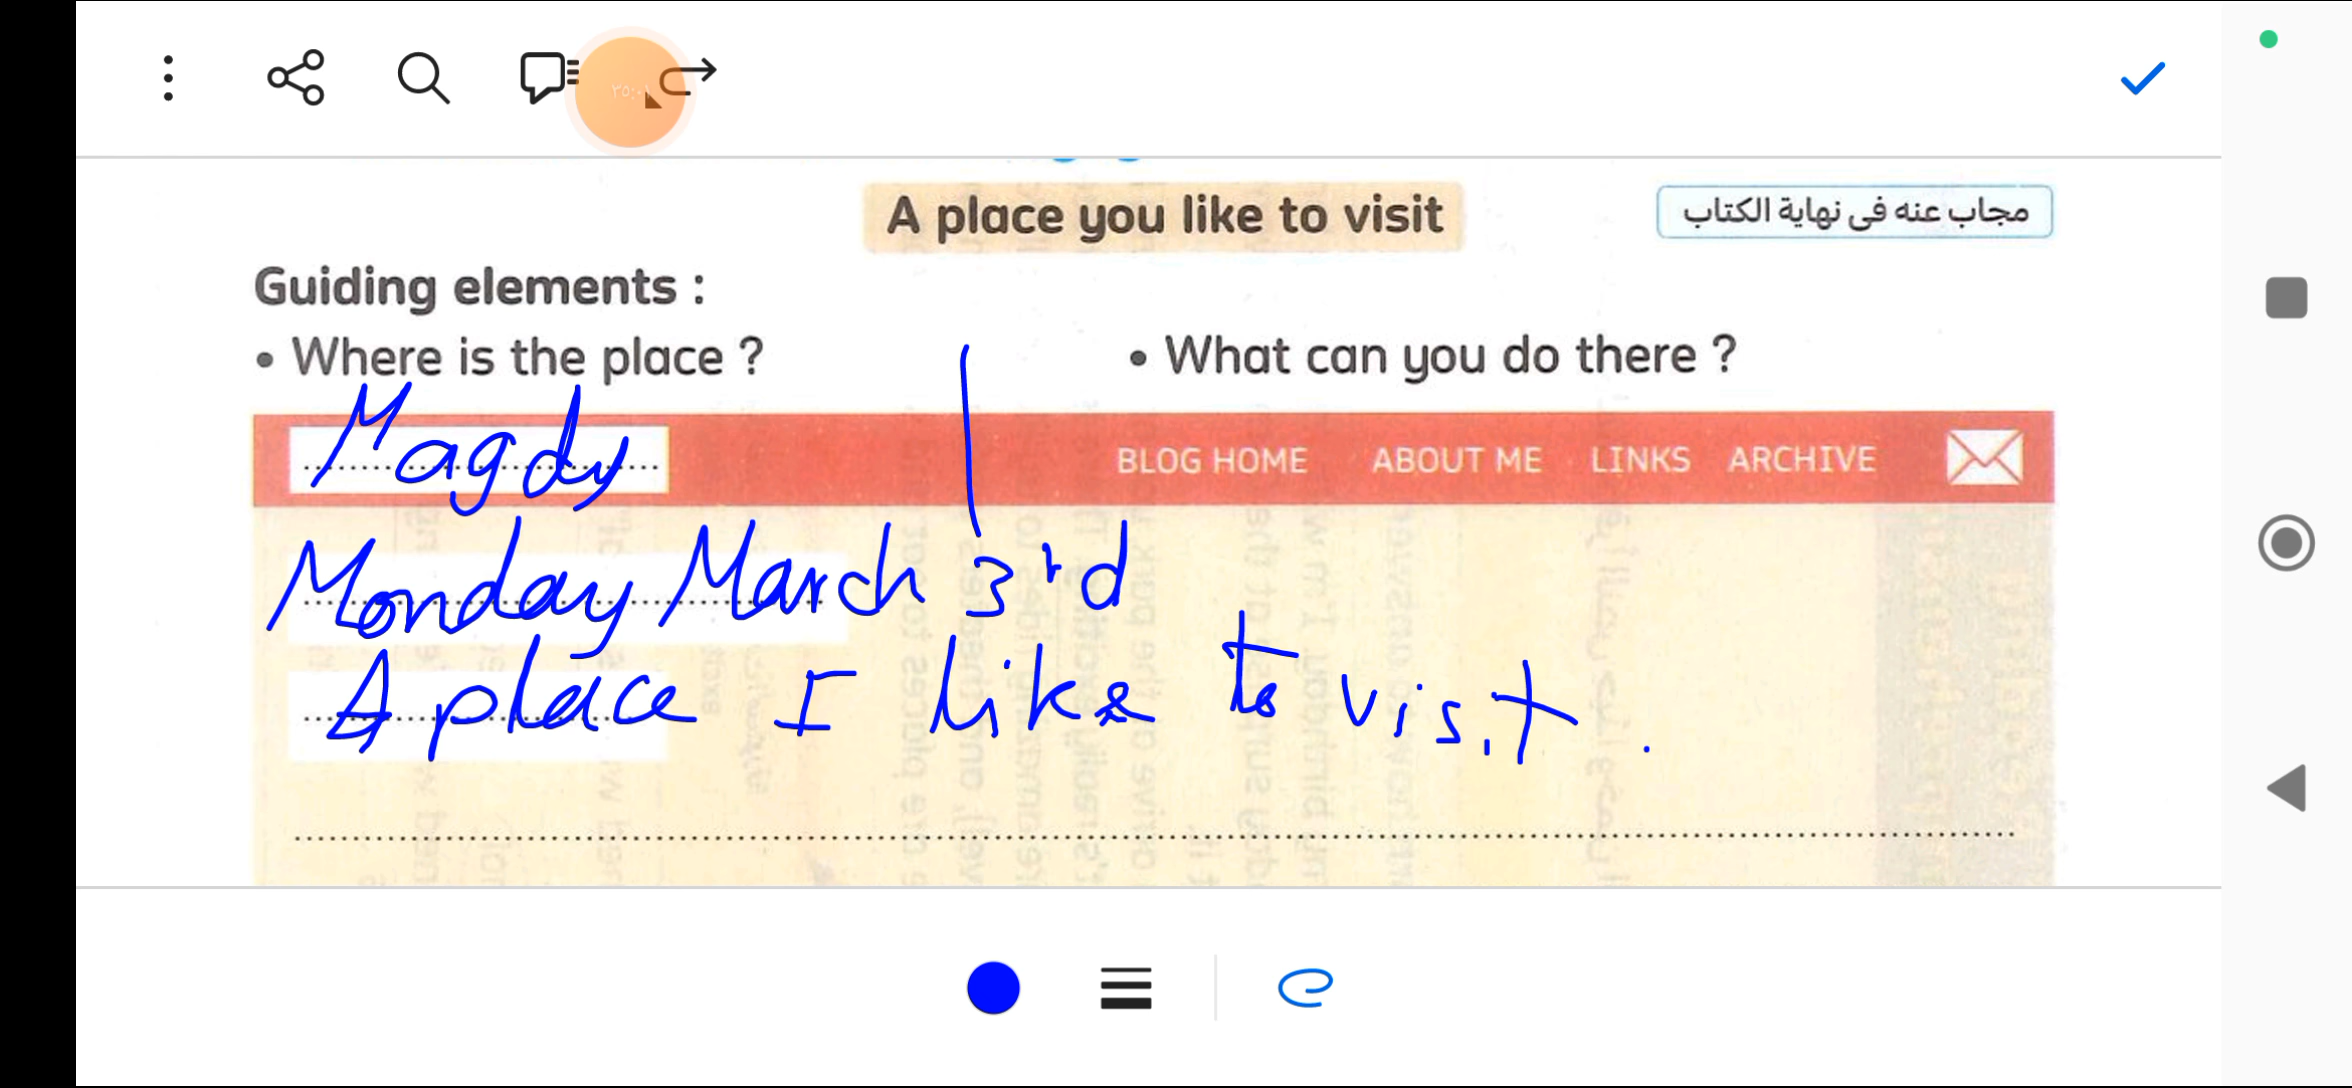 A place you like to visit
مجاب عنه فى نهاية الكتاب
Guiding elements :
• Where is the place ? • What can you do there ?
Magdy BLOG HOME ABOUT ME LINKS ARCHIVE
Monday March 3rd
A place I like to visit.